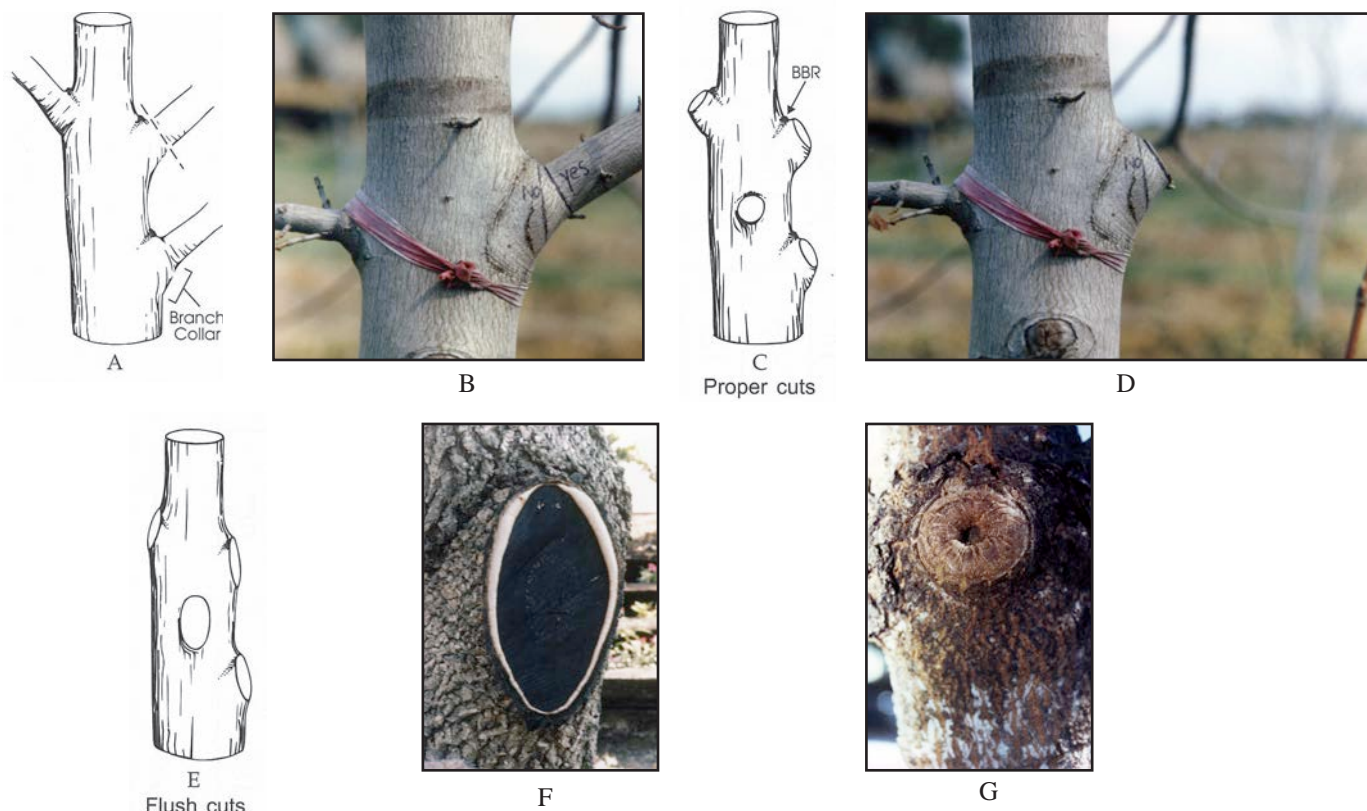 BBR
Branch
Collar
A
No yes
B
C
Proper cuts
No
D
E
Flush cuts
F
G